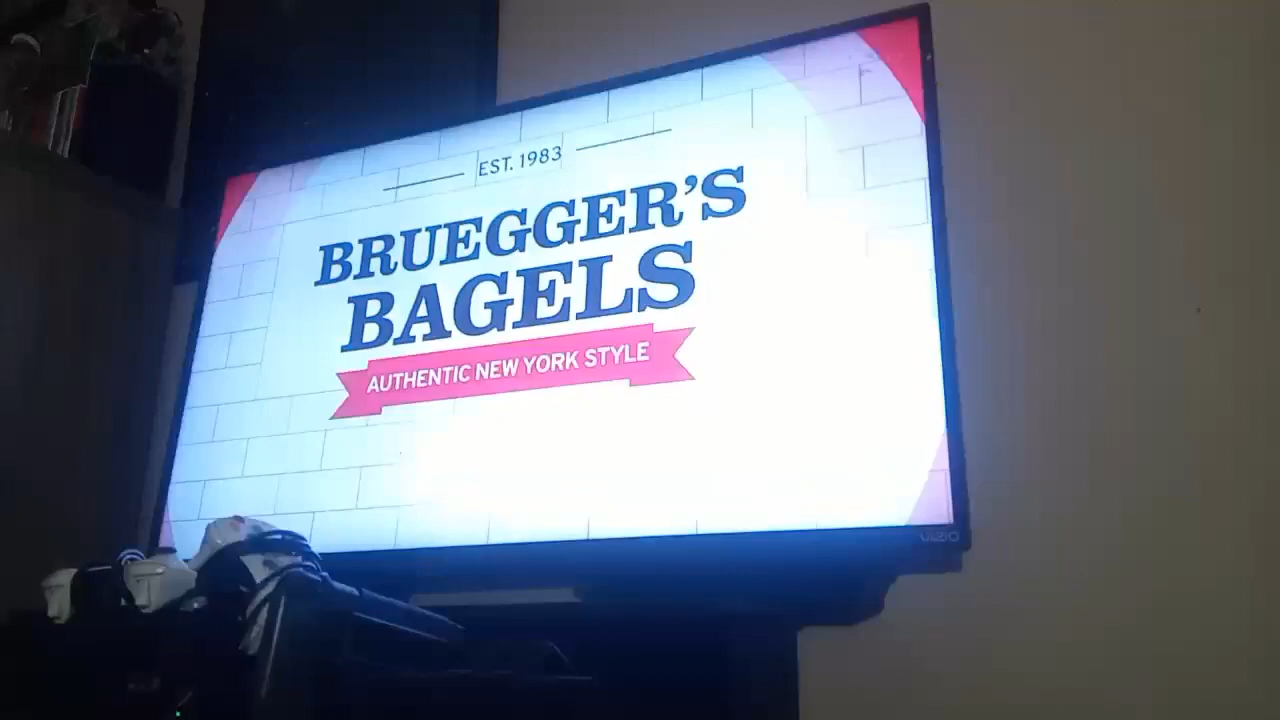 EST. 1983
BRUEGGER'S
BAGELS
AUTHENTIC NEW YORK STYLE
VIZIO